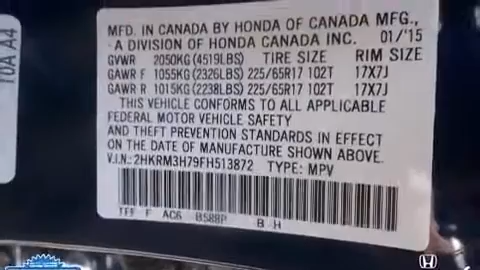 10A A4
MFD. IN CANADA BY HONDA OF CANADA MFG.,
A DIVISION OF HONDA CANADA INC. 01/'15
GVWR 2050KG (4519LBS) TIRE SIZE RIM SIZE
GAWR F 1055KG (2326LBS) 225/65R17 102T 17X7J
GAWR R 1015KG (2238LBS) 225/65R17 102T 17X7J
THIS VEHICLE CONFORMS TO ALL APPLICABLE
FEDERAL MOTOR VEHICLE SAFETY
AND THEFT PREVENTION STANDARDS IN EFFECT
ON THE DATE OF MANUFACTURE SHOWN ABOVE.
V.I.N.: 2HKRM3H79FH513872 TYPE: MPV
F AC6 B588P B-H